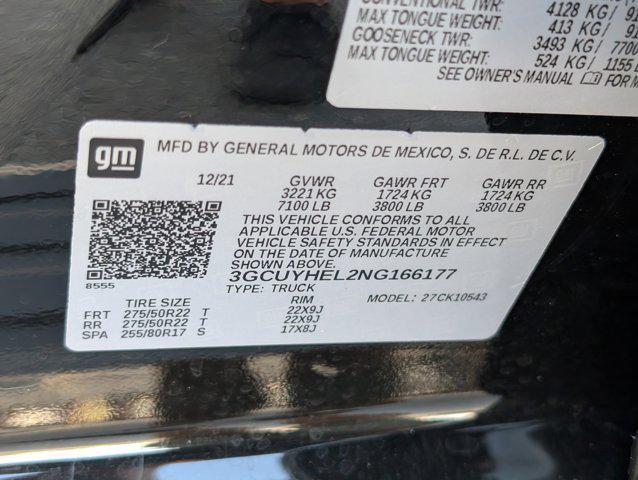 CONVENTIONAL TWR: 4128 KG/ 91
MAX TONGUE WEIGHT: 413 KG/ 91
GOOSENECK TWR: 3493 KG/ 7700
MAX TONGUE WEIGHT: 524 KG/ 1155 L
SEE OWNER'S MANUAL FOR M
gm
MFD BY GENERAL MOTORS DE MEXICO, S. DE R.L. DE C.V.
12/21 GVWR GAWR FRT GAWR RR
3221 KG 1724 KG 1724 KG
7100 LB 3800 LB 3800 LB
THIS VEHICLE CONFORMS TO ALL
APPLICABLE U.S. FEDERAL MOTOR
VEHICLE SAFETY STANDARDS IN EFFECT
ON THE DATE OF MANUFACTURE SHOWN ABOVE.
3GCUYHEL2NG166177
8555
TYPE: TRUCK MODEL: 27CK10543
TIRE SIZE RIM
FRT 275/50R22 T 22X9J
RR 275/50R22 T 22X9J
SPA 255/80R17 S 17X8J